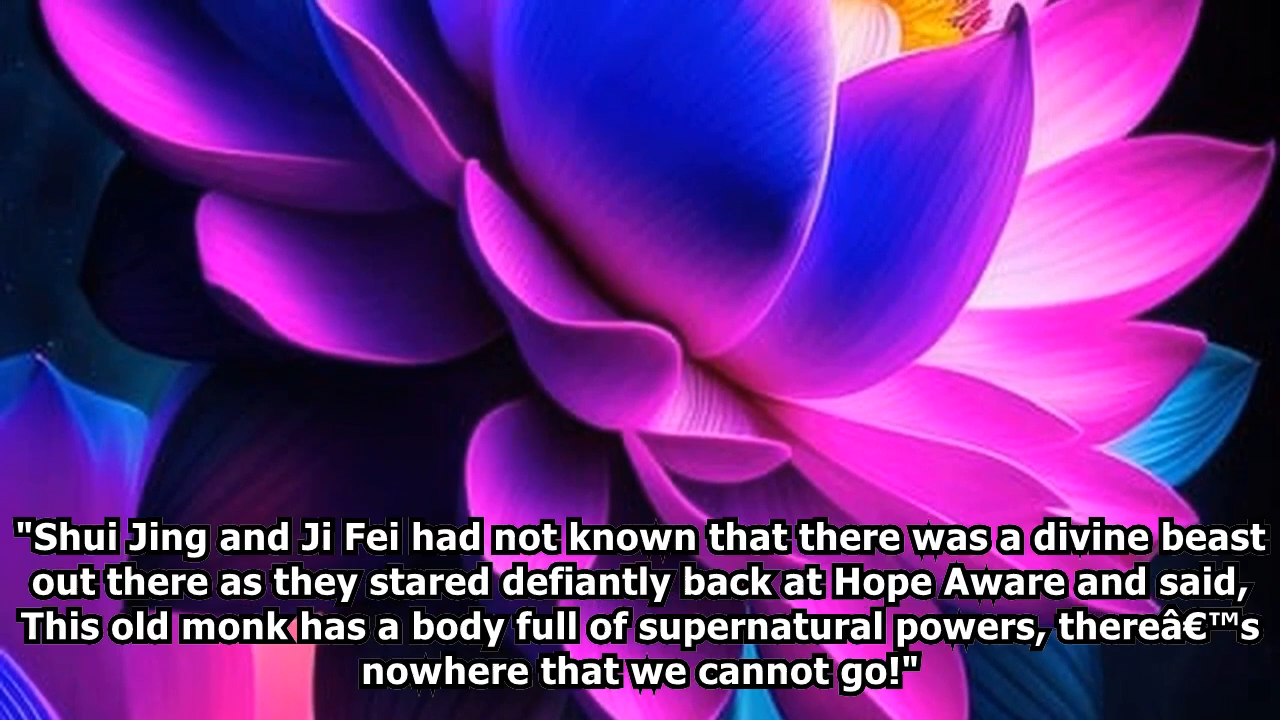 "Shui Jing and Ji Fei had not known that there was a divine beast
out there as they stared defiantly back at Hope Aware and said,
This old monk has a body full of supernatural powers, thereâ€™s
nowhere that we cannot go!"